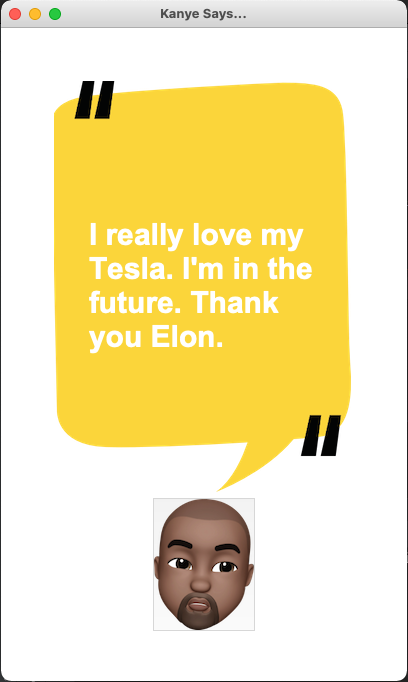 Kanye Says...
"
I really love my
Tesla. I'm in the
future. Thank
you Elon.
"